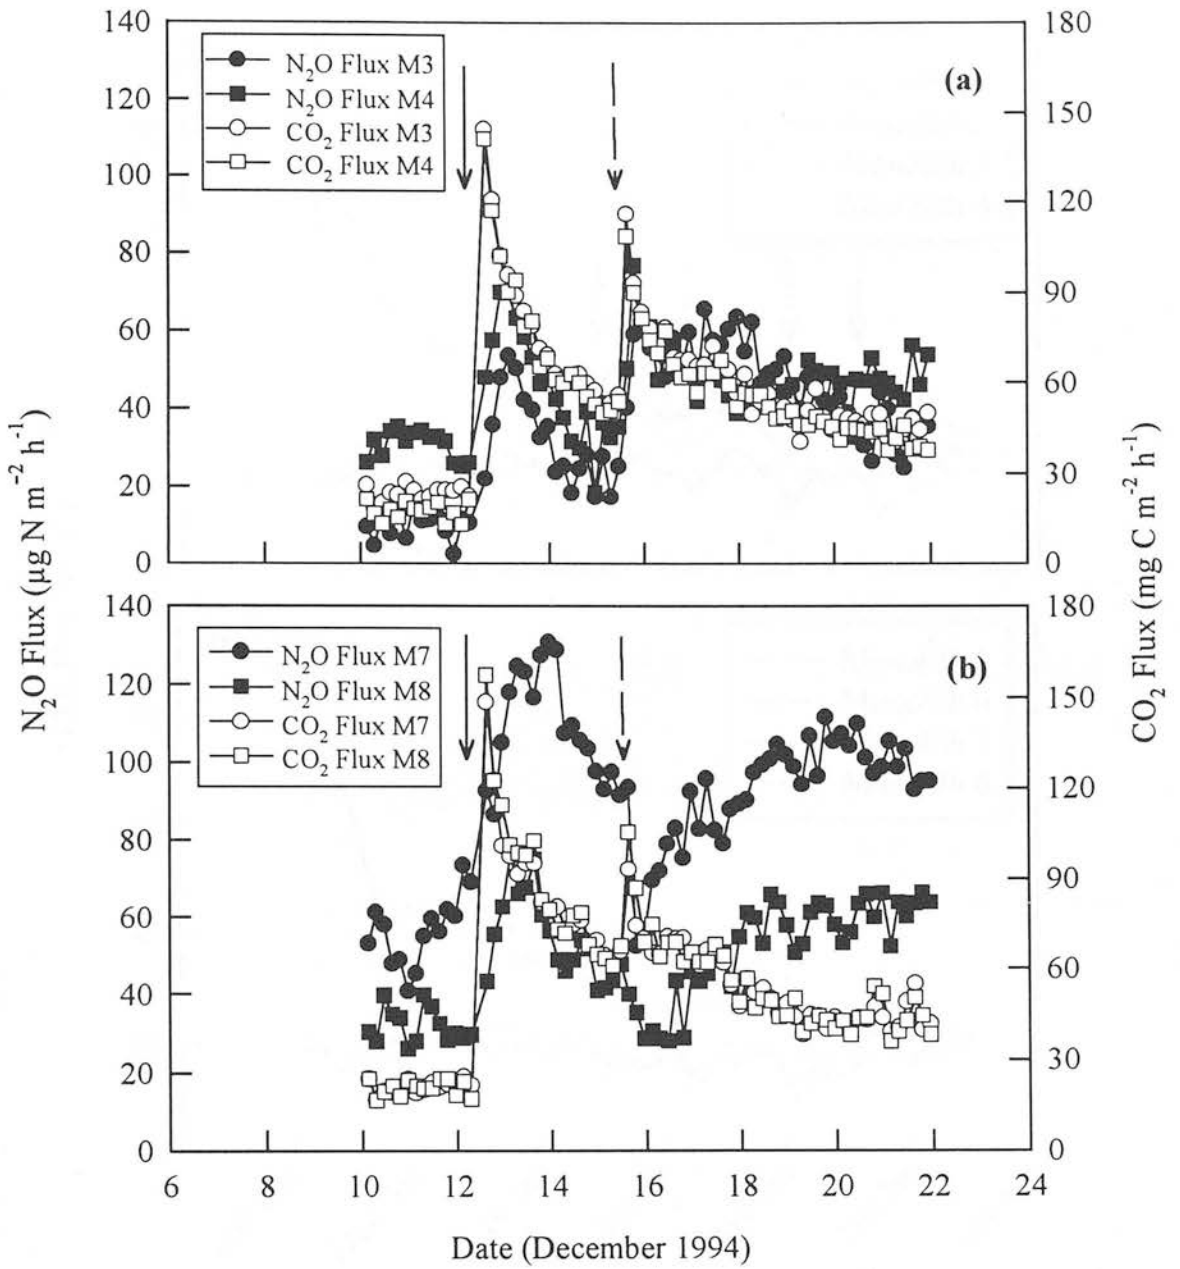 140
120
100
80
60
40
20
0
N₂O Flux M3
N₂O Flux M4
CO₂ Flux M3
CO₂ Flux M4
(a)
180
150
120
90
60
30
0
140
120
100
80
60
40
20
0
N₂O Flux M7
N₂O Flux M8
CO₂ Flux M7
CO₂ Flux M8
(b)
180
150
120
90
60
30
0
N₂O Flux (µg N m⁻² h⁻¹)
CO₂ Flux (mg C m⁻² h⁻¹)
6 8 10 12 14 16 18 20 22 24
Date (December 1994)